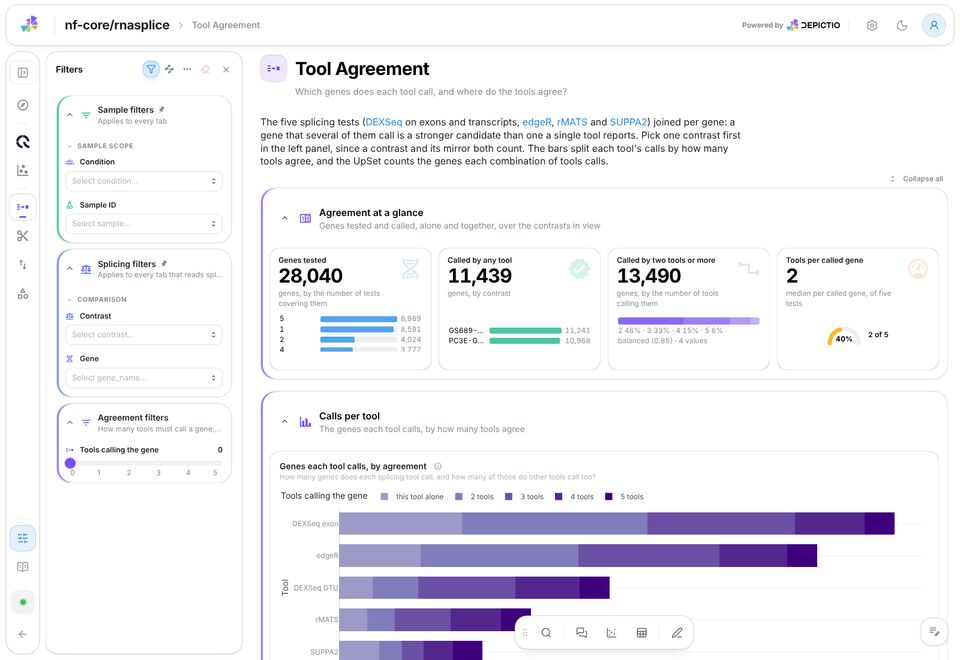 nf-core/rnasplice > Tool Agreement
Powered by DEPICTIO
Filters
Sample filters
Applies to every tab
SAMPLE SCOPE
Condition
Select condition...
Sample ID
Select sample...
Splicing filters
Applies to every tab that reads spl...
COMPARISON
Contrast
Select contrast...
Gene
Select gene_name...
Agreement filters
How many tools must call a gene;...
Tools calling the gene 0
0 1 2 3 4 5
Tool Agreement
Which genes does each tool call, and where do the tools agree?
The five splicing tests (DEXSeq on exons and transcripts, edgeR, rMATS and SUPPA2) joined per gene: a
gene that several of them call is a stronger candidate than one a single tool reports. Pick one contrast first
in the left panel, since a contrast and its mirror both count. The bars split each tool's calls by how many
tools agree, and the UpSet counts the genes each combination of tools calls.
Collapse all
Agreement at a glance
Genes tested and called, alone and together, over the contrasts in view
Genes tested
28,040
genes, by the number of tests
covering them
5 8,969
1 8,591
2 4,024
4 3,777
Called by any tool
11,439
genes, by contrast
GS689-... 11,241
PC3E-G... 10,968
Called by two tools or more
13,490
genes, by the number of tools
calling them
2 46% · 3 33% · 4 15% · 5 6%
balanced (0.85) · 4 values
Tools per called gene
2
median per called gene, of five
tests
40%
2 of 5
Calls per tool
The genes each tool calls, by how many tools agree
Genes each tool calls, by agreement
How many genes does each splicing tool call, and how many of those do other tools call too?
Tools calling the gene this tool alone 2 tools 3 tools 4 tools 5 tools
Tool
DEXSeq exon
edgeR
DEXSeq DTU
rMATS
SUPPA2